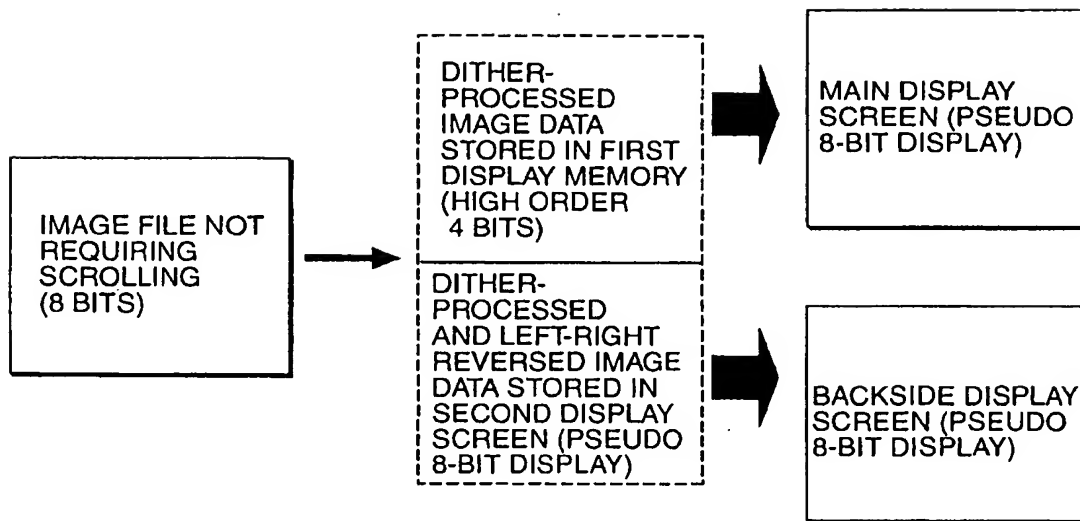 IMAGE FILE NOT
REQUIRING
SCROLLING
(8 BITS)
DITHER-
PROCESSED
IMAGE DATA
STORED IN FIRST
DISPLAY MEMORY
(HIGH ORDER
4 BITS)
DITHER-
PROCESSED
AND LEFT-RIGHT
REVERSED IMAGE
DATA STORED IN
SECOND DISPLAY
SCREEN (PSEUDO
8-BIT DISPLAY)
MAIN DISPLAY
SCREEN (PSEUDO
8-BIT DISPLAY)
BACKSIDE DISPLAY
SCREEN (PSEUDO
8-BIT DISPLAY)